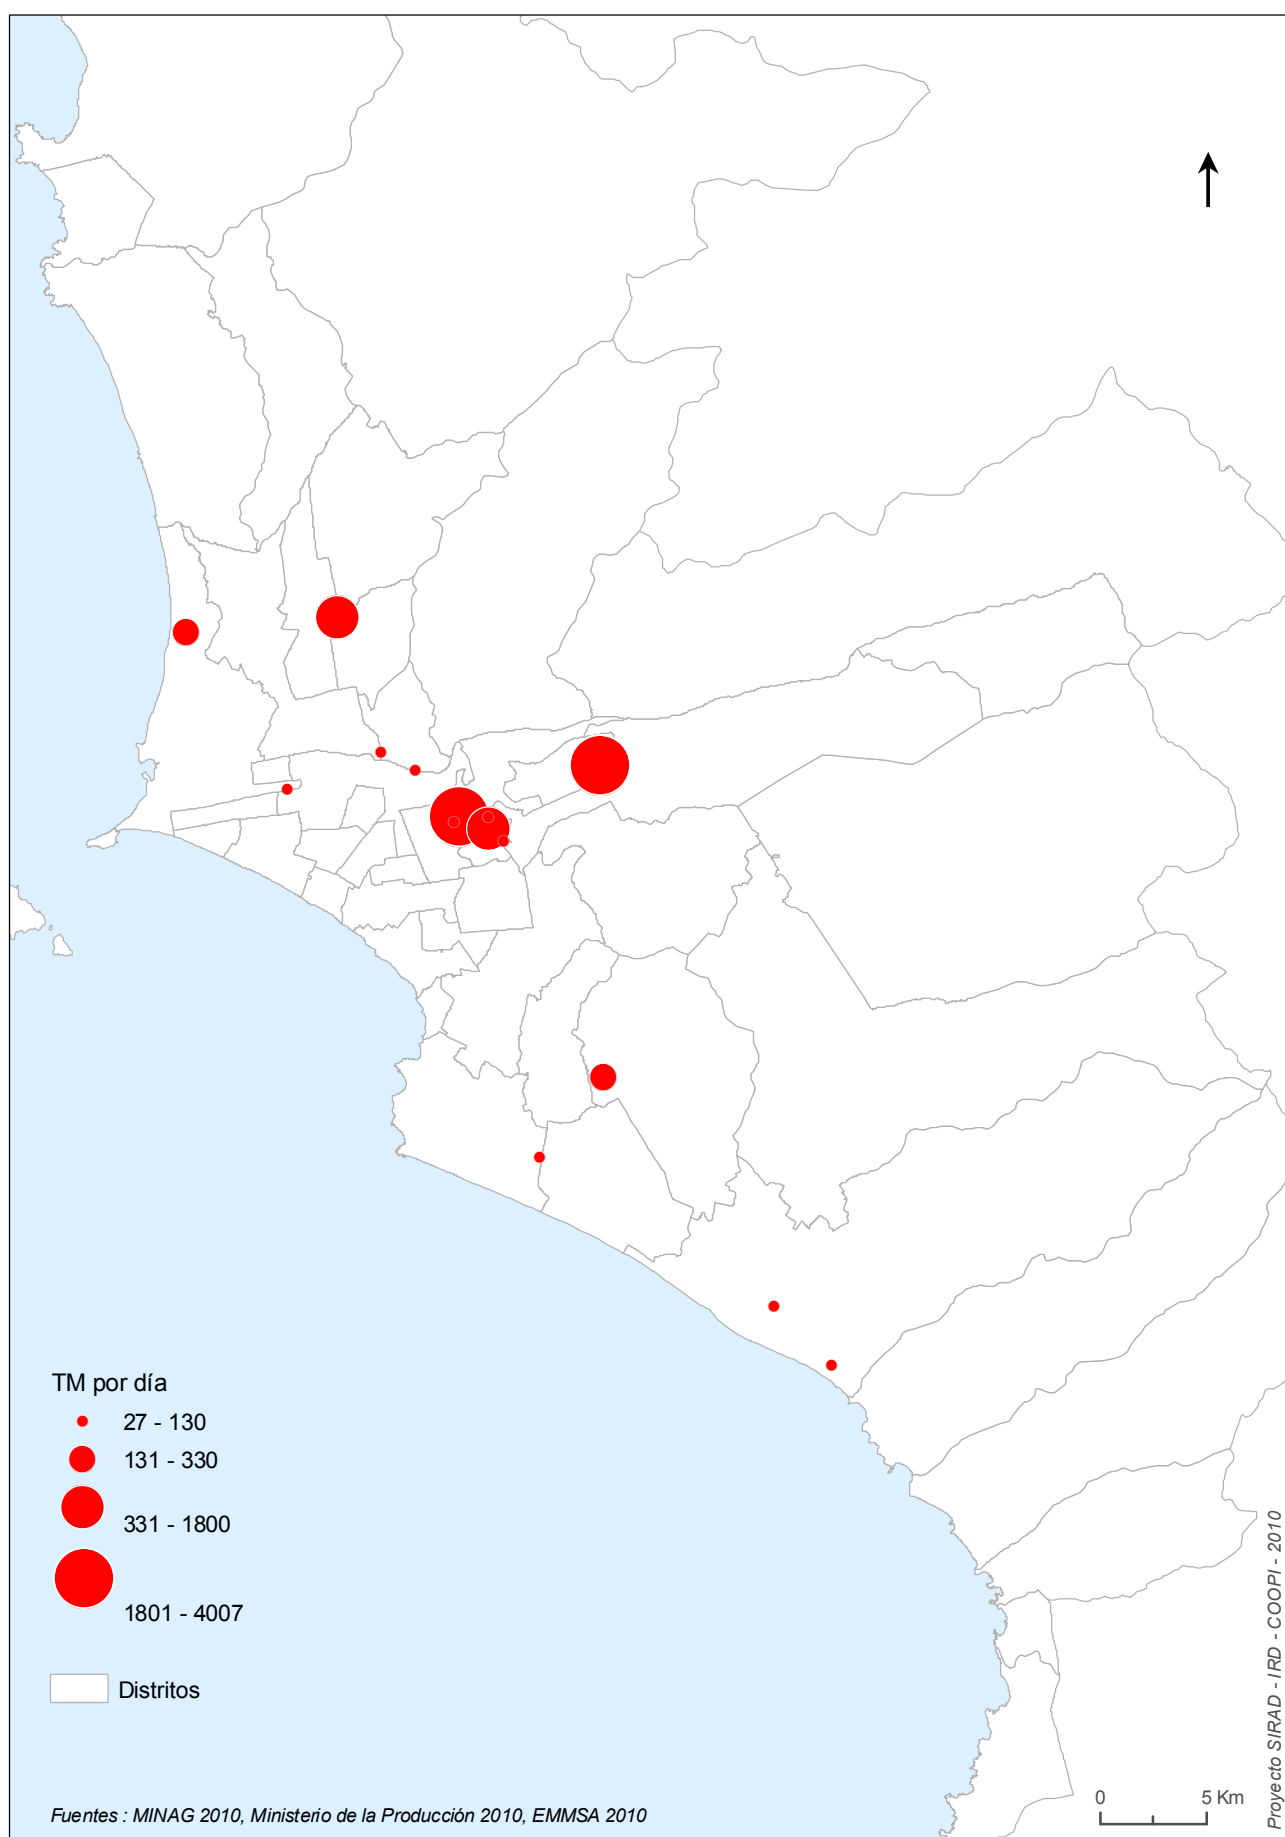 TM por día
27 - 130
131 - 330
331 - 1800
1801 - 4007
Distritos
Fuentes : MINAG 2010, Ministerio de la Producción 2010, EMMSA 2010
0 5 Km
Proyecto SIRAD - IRD - COOPI - 2010